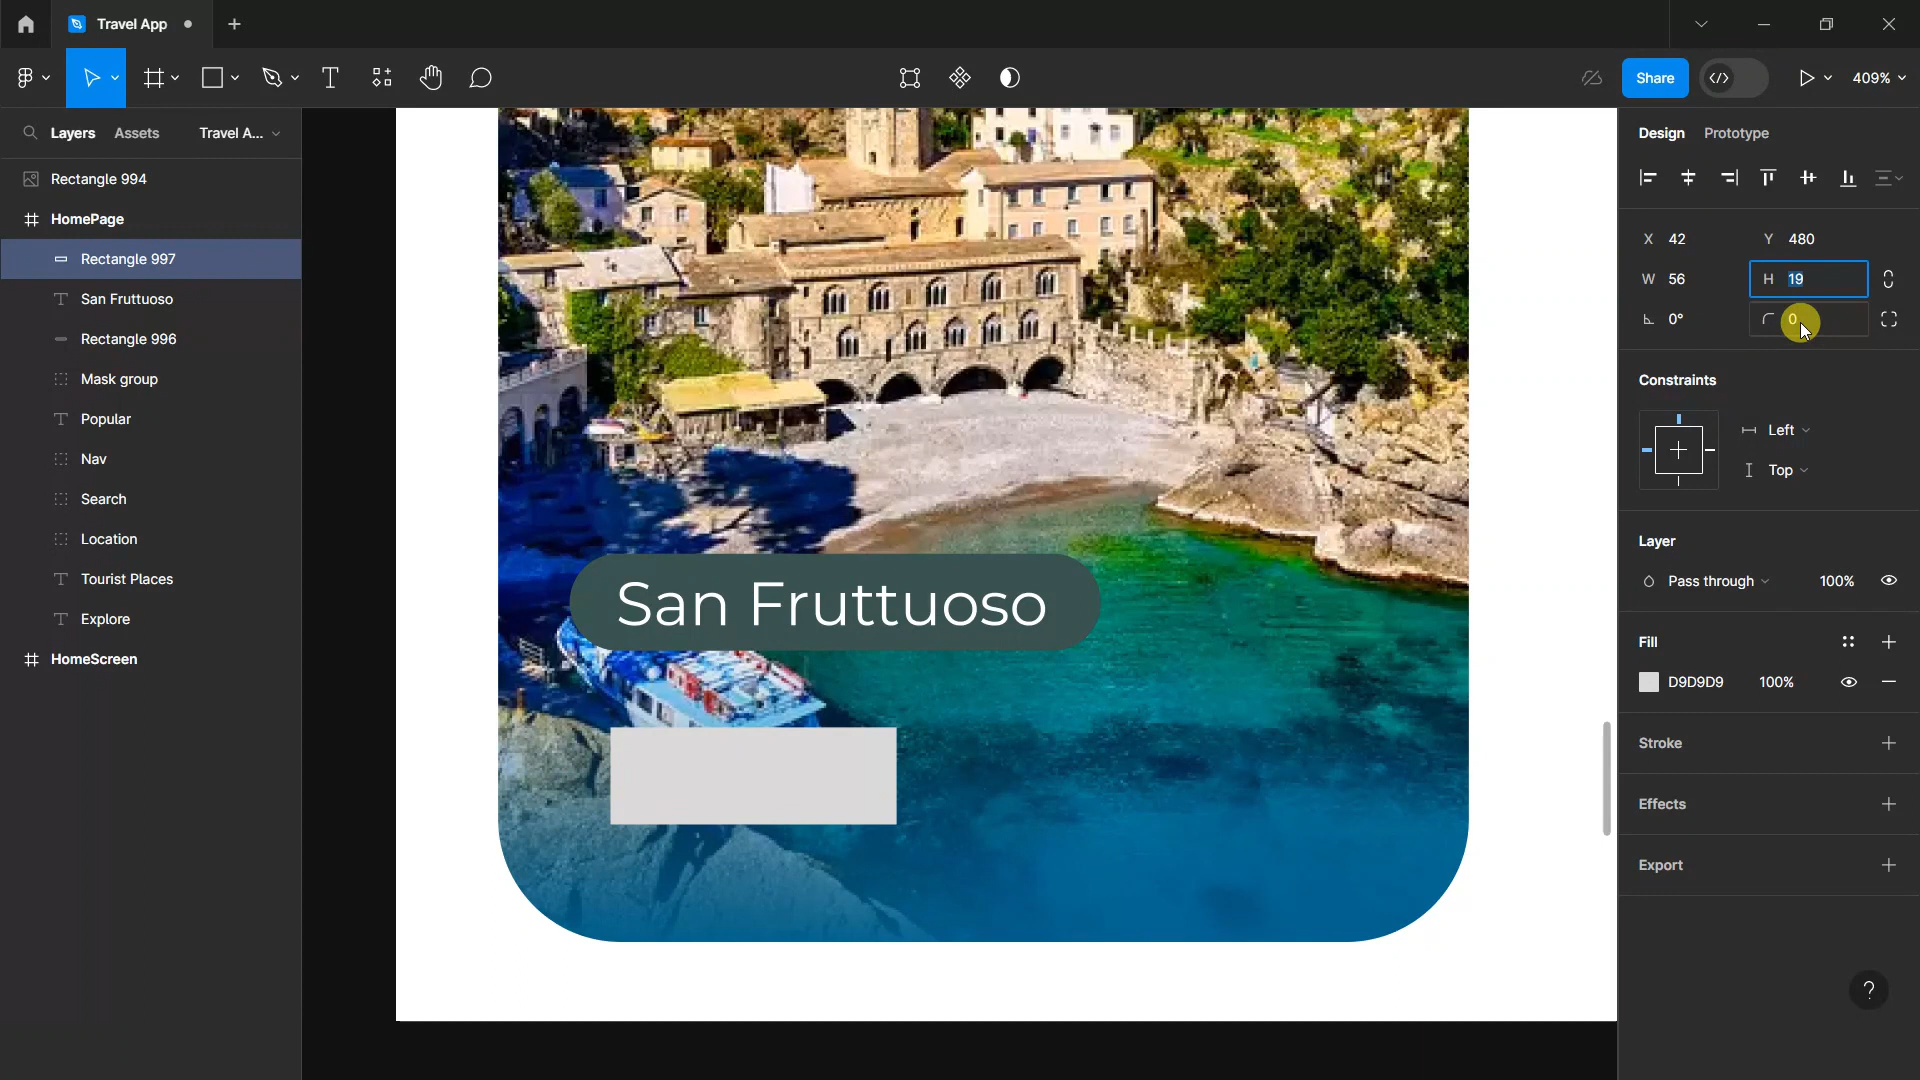 Travel App
Share
409%
Layers
Assets
Travel A...
Design
Prototype
Rectangle 994
HomePage
Rectangle 997
San Fruttuoso
Rectangle 996
Mask group
Popular
Nav
Search
Location
Tourist Places
Explore
HomeScreen
San Fruttuoso
X 42
Y 480
W 56
H 19
0°
0
Constraints
Left
Top
Layer
Pass through
100%
Fill
D9D9D9
100%
Stroke
Effects
Export
?